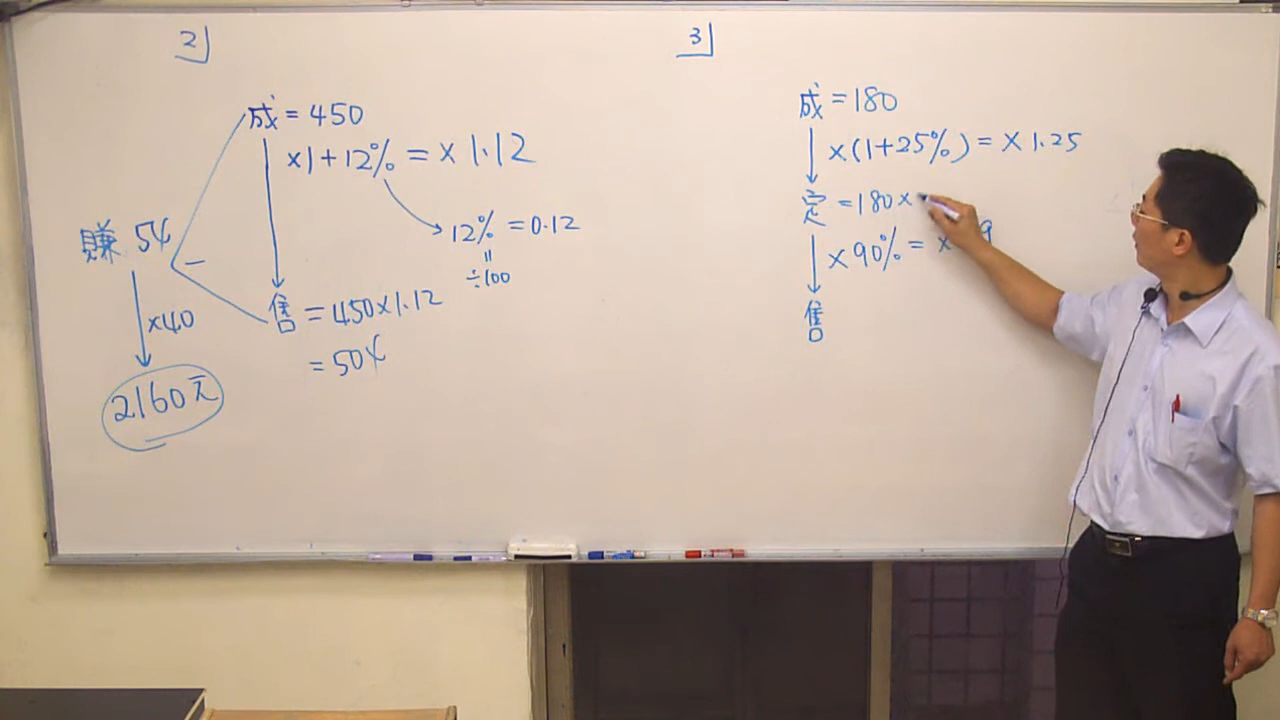 2
成 = 450
×1+12% = × 1.12
12% = 0.12
=
÷100
賺 54
×40
2160元
售 = 450×1.12
= 504
3
成 = 180
×(1+25%) = × 1.25
定 = 180×
×90% = ×
售